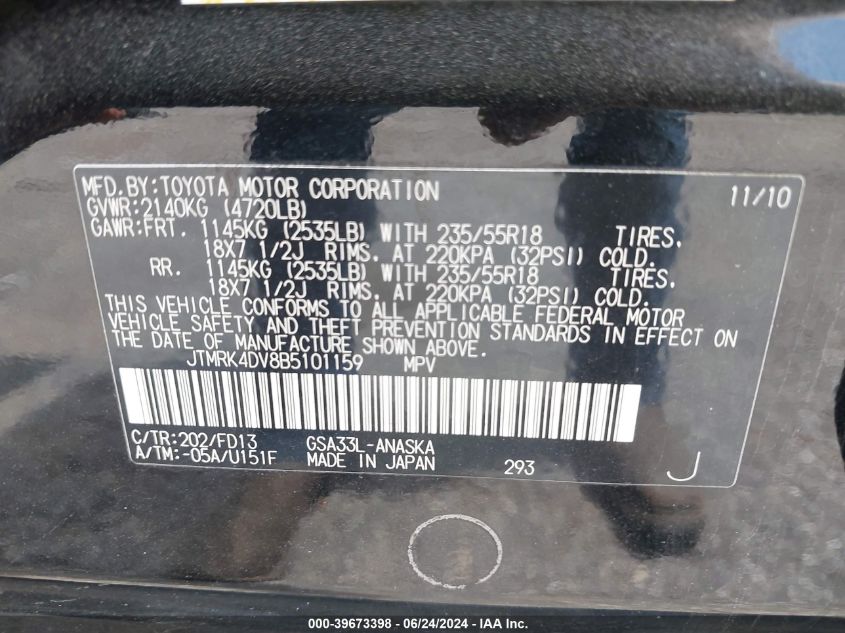 MFD.BY:TOYOTA MOTOR CORPORATION 11/10
GVWR:2140KG (4720LB)
GAWR:FRT. 1145KG (2535LB) WITH 235/55R18 TIRES.
18X7 1/2J RIMS. AT 220KPA (32PSI) COLD.
RR. 1145KG (2535LB) WITH 235/55R18 TIRES.
18X7 1/2J RIMS. AT 220KPA (32PSI) COLD.
THIS VEHICLE CONFORMS TO ALL APPLICABLE FEDERAL MOTOR
VEHICLE SAFETY AND THEFT PREVENTION STANDARDS IN EFFECT ON
THE DATE OF MANUFACTURE SHOWN ABOVE.
JTMRK4DV8B5101159 MPV
C/TR:202/FD13 GSA33L-ANASKA
A/TM:-05A/U151F MADE IN JAPAN 293 J
000-39673398 - 06/24/2024 - IAA Inc.